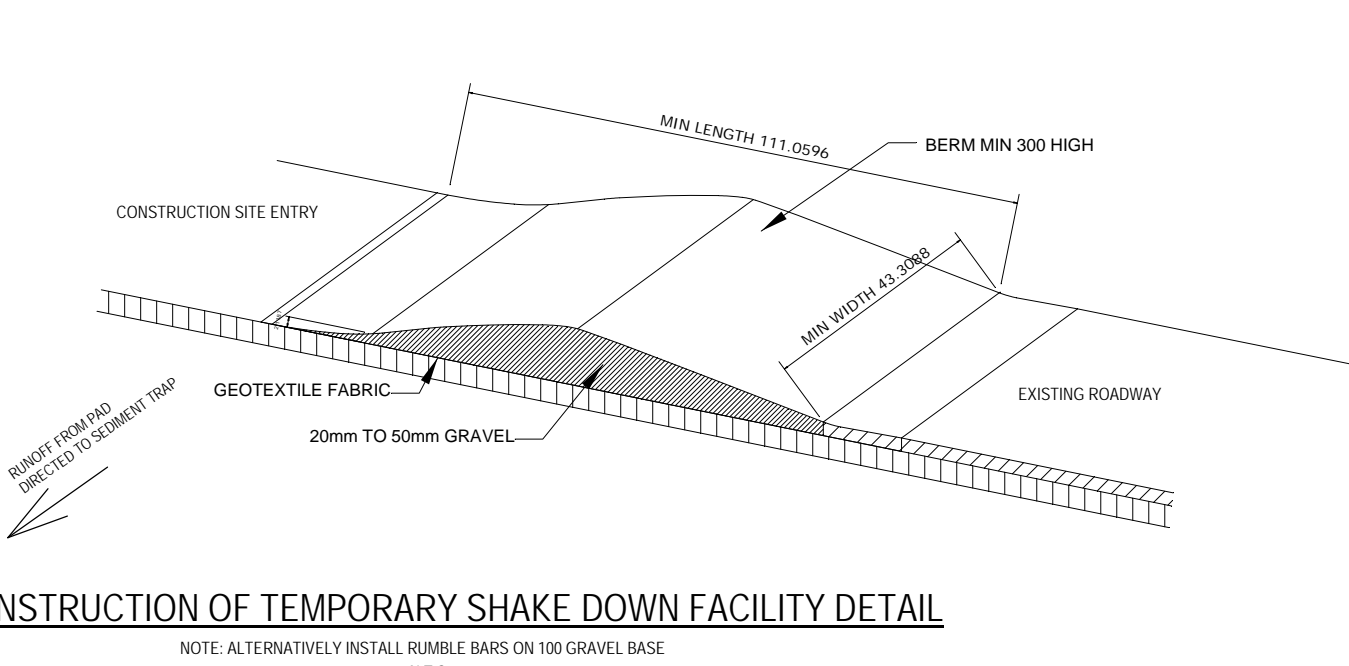 MIN LENGTH 111.0596
BERM MIN 300 HIGH
CONSTRUCTION SITE ENTRY
MIN WIDTH 43.3088
GEOTEXTILE FABRIC
EXISTING ROADWAY
20mm TO 50mm GRAVEL
RUNOFF FROM PAD
DIRECTED TO SEDIMENT TRAP
NSTRUCTION OF TEMPORARY SHAKE DOWN FACILITY DETAIL
NOTE: ALTERNATIVELY INSTALL RUMBLE BARS ON 100 GRAVEL BASE